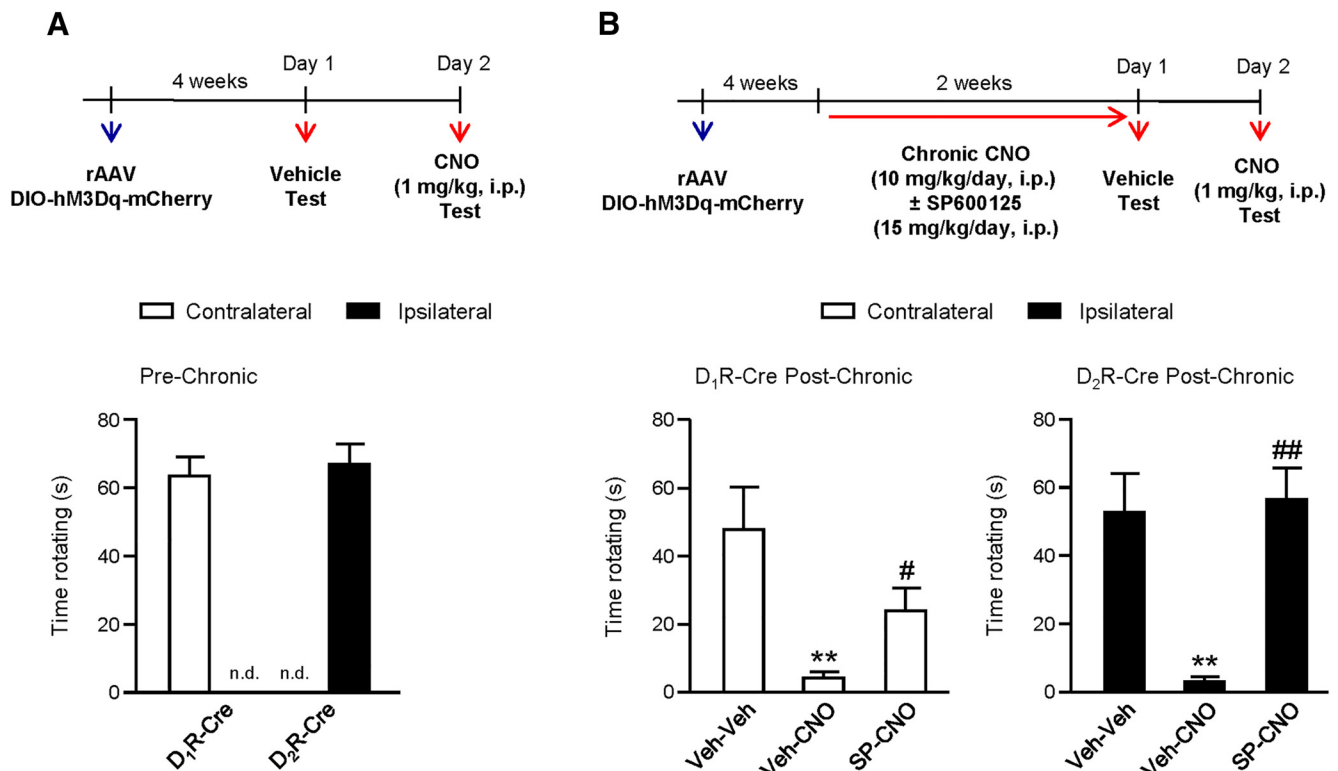 A
4 weeks
Day 1
Day 2
rAAV
DIO-hM3Dq-mCherry
Vehicle
Test
CNO
(1 mg/kg, i.p.)
Test
Contralateral
Ipsilateral
Pre-Chronic
Time rotating (s)
80
60
40
20
0
n.d.
n.d.
D₁R-Cre
D₂R-Cre
B
4 weeks
2 weeks
Day 1
Day 2
rAAV
DIO-hM3Dq-mCherry
Chronic CNO
(10 mg/kg/day, i.p.)
± SP600125
(15 mg/kg/day, i.p.)
Vehicle
Test
CNO
(1 mg/kg, i.p.)
Test
Contralateral
Ipsilateral
D₁R-Cre Post-Chronic
Time rotating (s)
80
60
40
20
0
**
#
Veh-Veh
Veh-CNO
SP-CNO
D₂R-Cre Post-Chronic
Time rotating (s)
80
60
40
20
0
**
##
Veh-Veh
Veh-CNO
SP-CNO